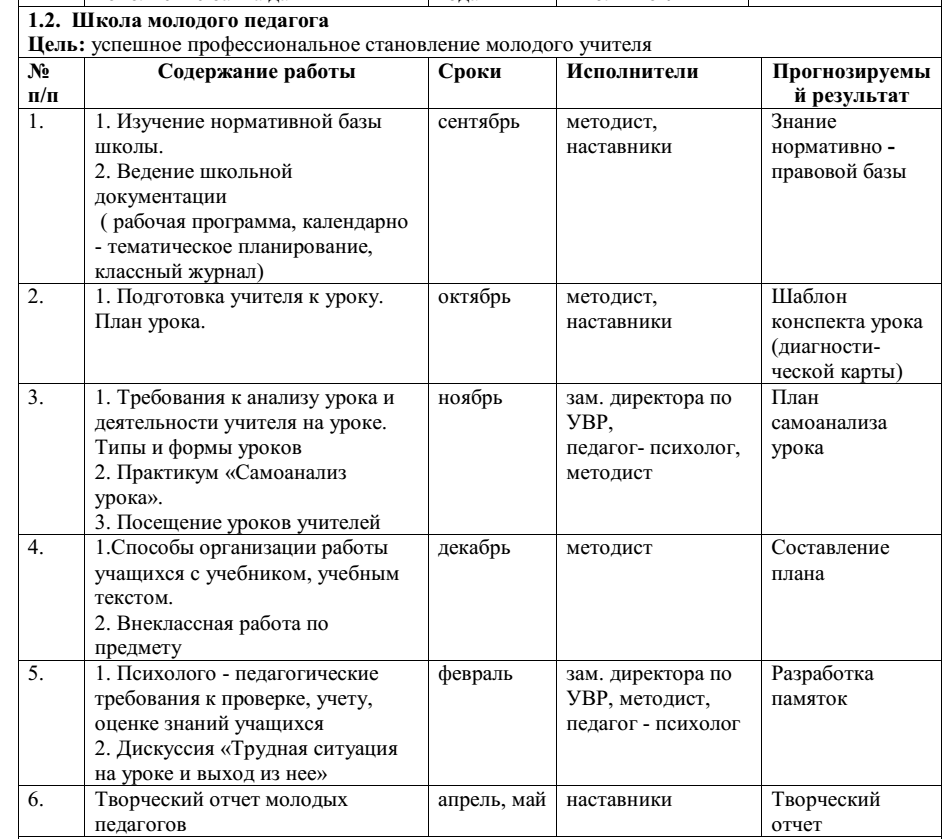 1.2. Школа молодого педагога
Цель: успешное профессиональное становление молодого учителя
№ Содержание работы Сроки Исполнители Прогнозируемы
п/п й результат
1. 1. Изучение нормативной базы сентябрь методист, Знание
школы. наставники нормативно -
2. Ведение школьной правовой базы
документации
( рабочая программа, календарно
- тематическое планирование,
классный журнал)
2. 1. Подготовка учителя к уроку. октябрь методист, Шаблон
План урока. наставники конспекта урока
(диагности-
ческой карты)
3. 1. Требования к анализу урока и ноябрь зам. директора по План
деятельности учителя на уроке. УВР, самоанализа
Типы и формы уроков педагог- психолог, урока
2. Практикум «Самоанализ методист
урока».
3. Посещение уроков учителей
4. 1.Способы организации работы декабрь методист Составление
учащихся с учебником, учебным плана
текстом.
2. Внеклассная работа по
предмету
5. 1. Психолого - педагогические февраль зам. директора по Разработка
требования к проверке, учету, УВР, методист, памяток
оценке знаний учащихся педагог - психолог
2. Дискуссия «Трудная ситуация
на уроке и выход из нее»
6. Творческий отчет молодых апрель, май наставники Творческий
педагогов отчет